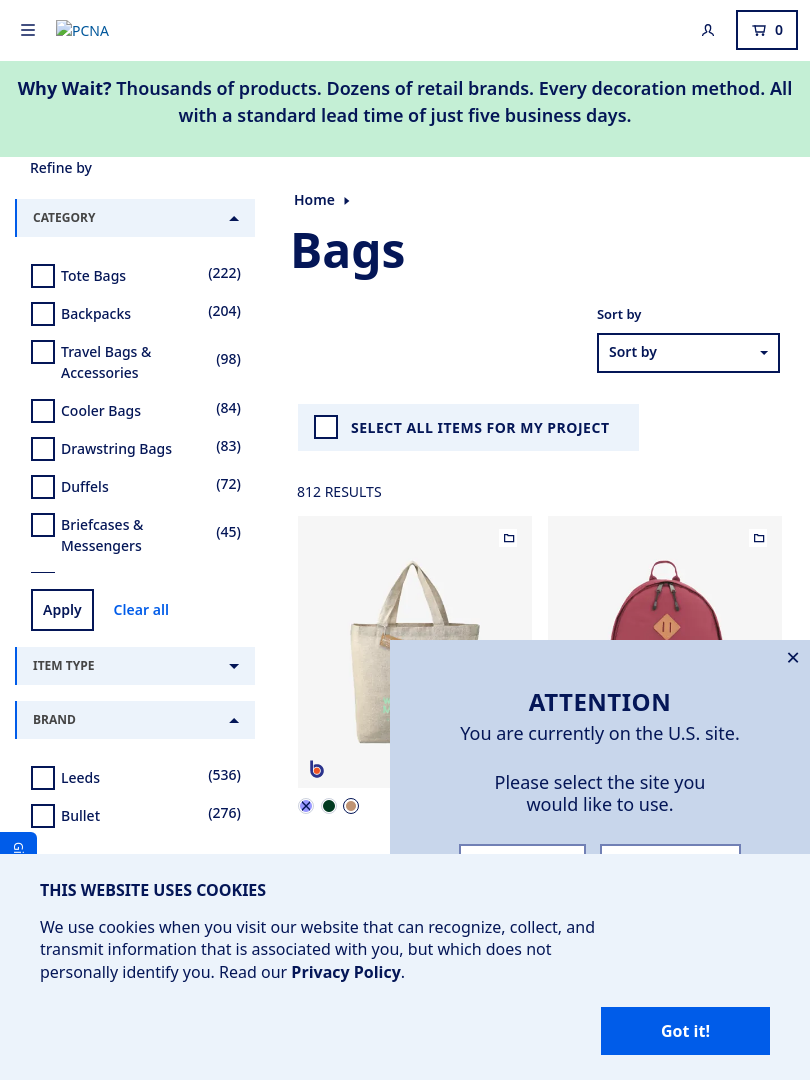 PCNA
0
Why Wait? Thousands of products. Dozens of retail brands. Every decoration method. All
with a standard lead time of just five business days.
Refine by
CATEGORY
Tote Bags (222)
Backpacks (204)
Travel Bags &
Accessories (98)
Cooler Bags (84)
Drawstring Bags (83)
Duffels (72)
Briefcases &
Messengers (45)
Apply Clear all
ITEM TYPE
BRAND
Leeds (536)
Bullet (276)
Home
Bags
Sort by
Sort by
SELECT ALL ITEMS FOR MY PROJECT
812 RESULTS
b
ATTENTION
You are currently on the U.S. site.
Please select the site you
would like to use.
THIS WEBSITE USES COOKIES
We use cookies when you visit our website that can recognize, collect, and
transmit information that is associated with you, but which does not
personally identify you. Read our Privacy Policy.
Got it!